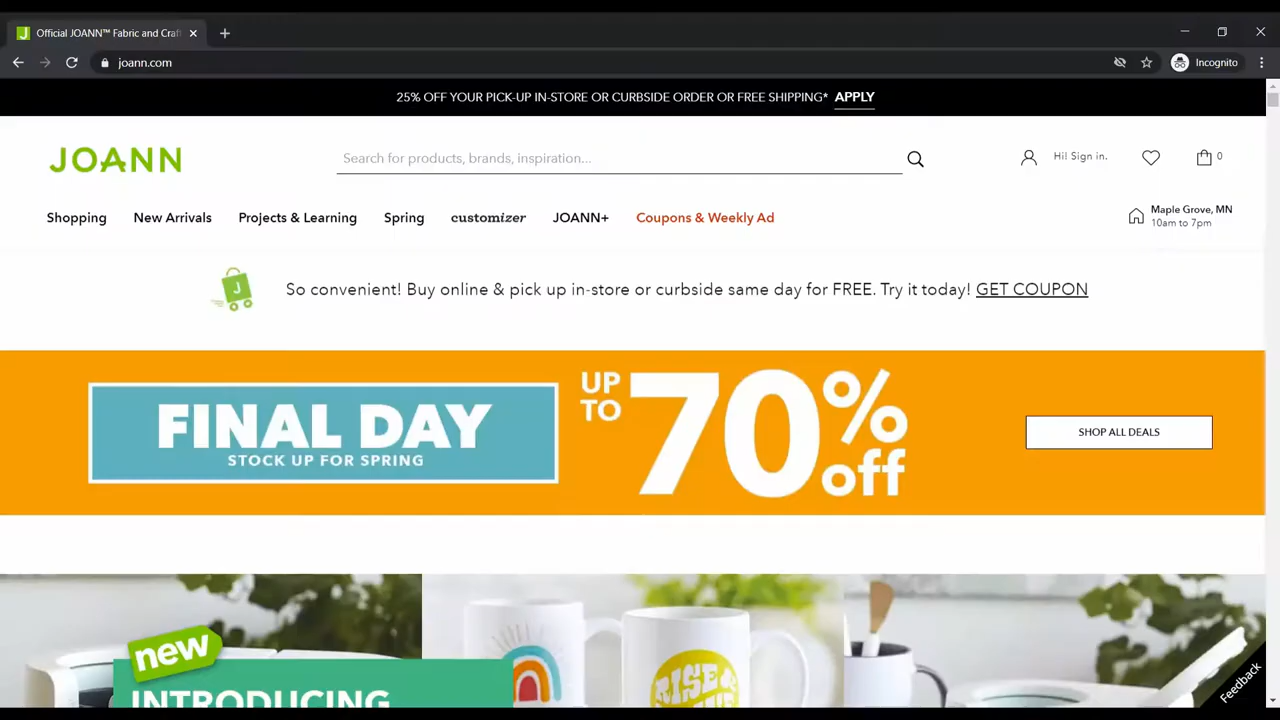 Official JOANN™ Fabric and Craft
joann.com
Incognito
25% OFF YOUR PICK-UP IN-STORE OR CURBSIDE ORDER OR FREE SHIPPING* APPLY
JOANN
Search for products, brands, inspiration...
Hi! Sign in.
0
Shopping
New Arrivals
Projects & Learning
Spring
customizer
JOANN+
Coupons & Weekly Ad
Maple Grove, MN
10am to 7pm
J
So convenient! Buy online & pick up in-store or curbside same day for FREE. Try it today! GET COUPON
FINAL DAY
STOCK UP FOR SPRING
UP
TO
70%
off
SHOP ALL DEALS
new
INTRODUCING
RISE
Feedback